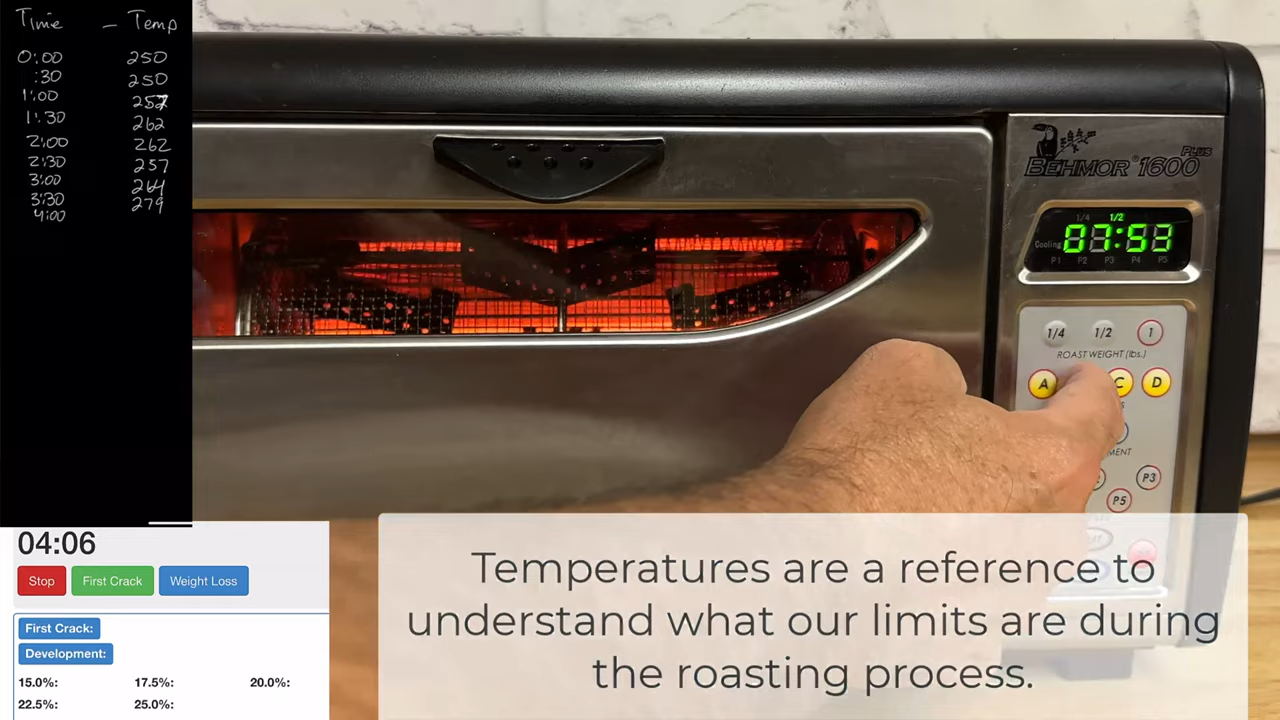 Time — Temp
0:00 250
:30 250
1:00 257
1:30 262
2:00 262
2:30 257
3:00 264
3:30 279
4:00
BEHMOR® 1600 PLUS
1/4 1/2
Cooling 07:53
P1 P2 P3 P4 P5
1/4 1/2 1
ROAST WEIGHT (lbs.)
A C D
MENT
P3
P5
04:06
Stop First Crack Weight Loss
First Crack:
Development:
15.0%: 17.5%: 20.0%:
22.5%: 25.0%:
Temperatures are a reference to
understand what our limits are during
the roasting process.